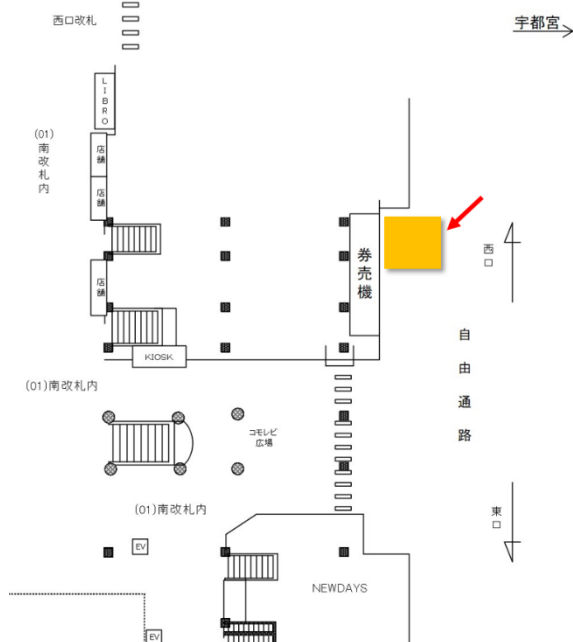 西口改札
宇都宮
LIBRO
(01)
南改札内
店舗
店舗
券売機
西口
店舗
自由通路
KIOSK
(01)南改札内
コモレビ
広場
(01)南改札内
東口
EV
NEWDAYS
EV